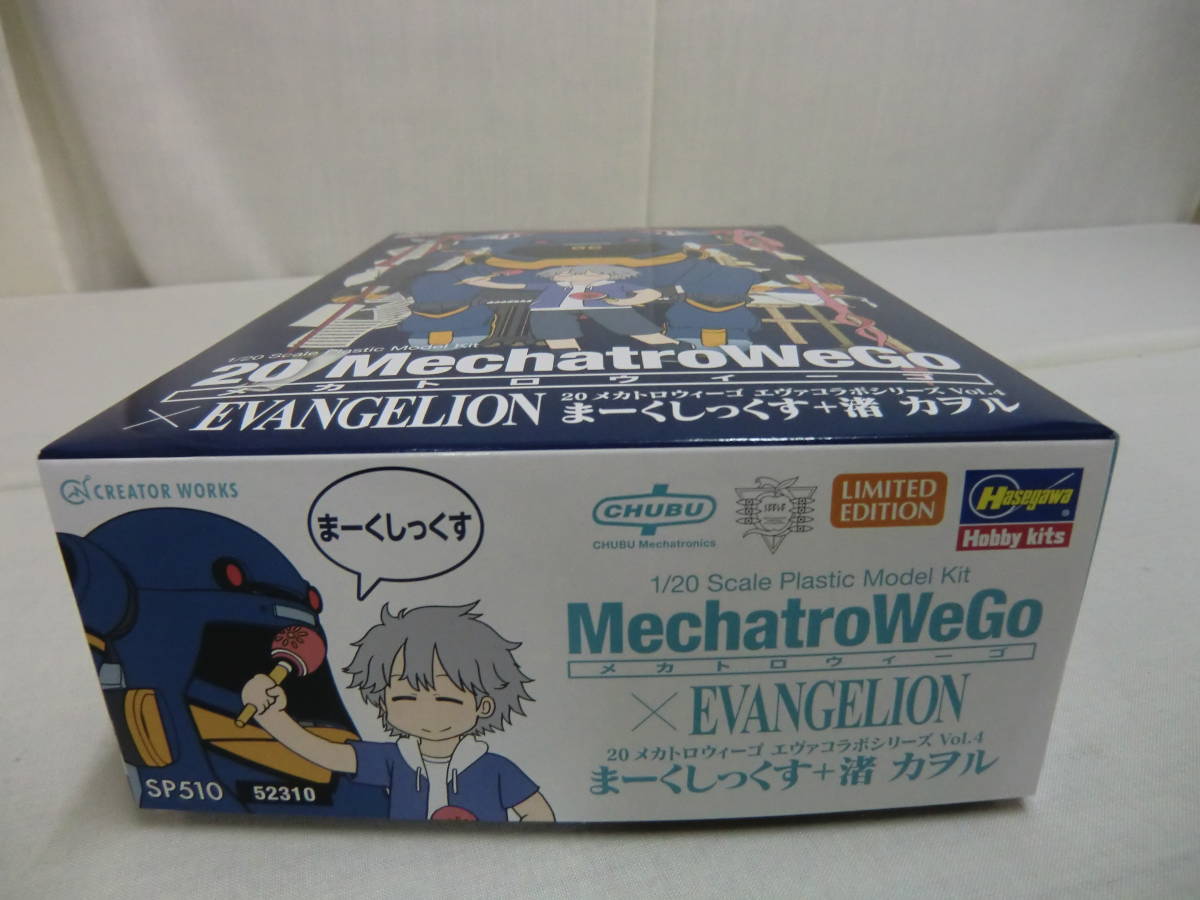 1/20 Scale Plastic Model Kit
20 MechatroWeGo
メカトロウィーゴ
20 メカトロウィーゴ エヴァコラボシリーズ Vol.4
×EVANGELION まーくしっくす+渚 カヲル
CREATOR WORKS
まーくしっくす
CHUBU
CHUBU Mechatronics
LIMITED
EDITION
Hasegawa
Hobby kits
1/20 Scale Plastic Model Kit
MechatroWeGo
メカトロウィーゴ
×EVANGELION
20 メカトロウィーゴ エヴァコラボシリーズ Vol.4
まーくしっくす+渚 カヲル
SP510 52310